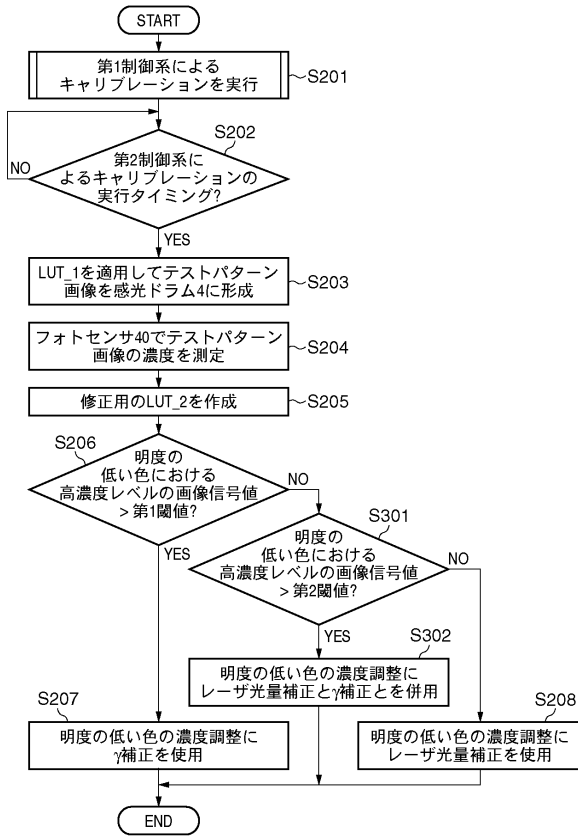 START
第1制御系による
キャリブレーションを実行
S201
S202
NO
第2制御系に
よるキャリブレーションの
実行タイミング?
YES
LUT_1を適用してテストパターン
画像を感光ドラム4に形成
S203
フォトセンサ40でテストパターン
画像の濃度を測定
S204
修正用のLUT_2を作成
S205
S206
明度の
低い色における
高濃度レベルの画像信号値
>第1閾値?
NO
YES
S301
明度の
低い色における
高濃度レベルの画像信号値
>第2閾値?
NO
YES
S302
明度の低い色の濃度調整に
レーザ光量補正とγ補正とを併用
S207
明度の低い色の濃度調整に
γ補正を使用
S208
明度の低い色の濃度調整に
レーザ光量補正を使用
END